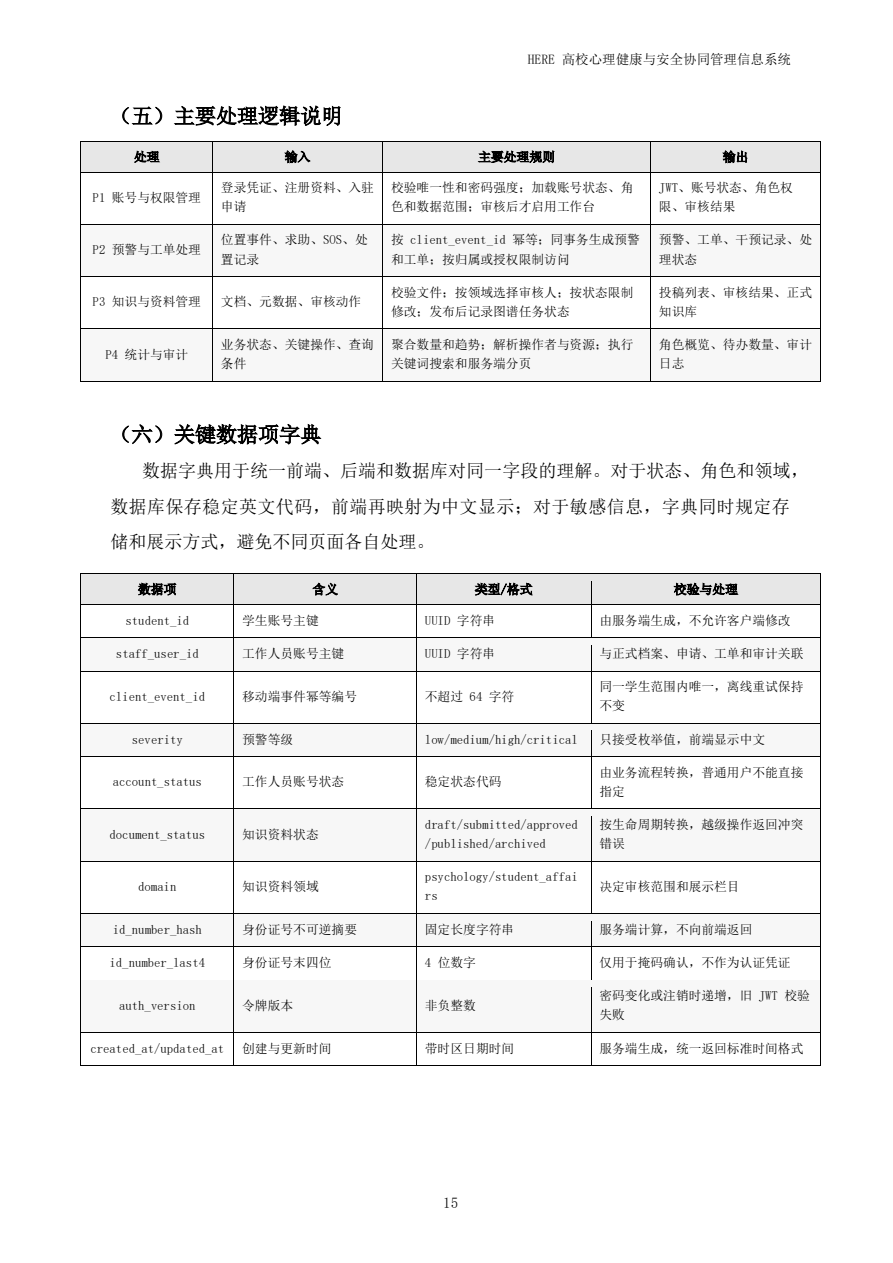 HERE 高校心理健康与安全协同管理信息系统
（五）主要处理逻辑说明
处理 输入 主要处理规则 输出
P1 账号与权限管理 登录凭证、注册资料、入驻 校验唯一性和密码强度；加载账号状态、角 JWT、账号状态、角色权
申请 色和数据范围；审核后才启用工作台 限、审核结果
P2 预警与工单处理 位置事件、求助、SOS、处 按 client_event_id 幂等；同事务生成预警 预警、工单、干预记录、处
置记录 和工单；按归属或授权限制访问 理状态
P3 知识与资料管理 文档、元数据、审核动作 校验文件；按领域选择审核人；按状态限制 投稿列表、审核结果、正式
修改；发布后记录图谱任务状态 知识库
P4 统计与审计 业务状态、关键操作、查询 聚合数量和趋势；解析操作者与资源；执行 角色概览、待办数量、审计
条件 关键词搜索和服务端分页 日志
（六）关键数据项字典
数据字典用于统一前端、后端和数据库对同一字段的理解。对于状态、角色和领域，
数据库保存稳定英文代码，前端再映射为中文显示；对于敏感信息，字典同时规定存
储和展示方式，避免不同页面各自处理。
数据项 含义 类型/格式 校验与处理
student_id 学生账号主键 UUID 字符串 由服务端生成，不允许客户端修改
staff_user_id 工作人员账号主键 UUID 字符串 与正式档案、申请、工单和审计关联
client_event_id 移动端事件幂等编号 不超过 64 字符 同一学生范围内唯一，离线重试保持
不变
severity 预警等级 low/medium/high/critical 只接受枚举值，前端显示中文
account_status 工作人员账号状态 稳定状态代码 由业务流程转换，普通用户不能直接
指定
document_status 知识资料状态 draft/submitted/approved 按生命周期转换，越级操作返回冲突
/published/archived 错误
domain 知识资料领域 psychology/student_affai 决定审核范围和展示栏目
rs
id_number_hash 身份证号不可逆摘要 固定长度字符串 服务端计算，不向前端返回
id_number_last4 身份证号末四位 4 位数字 仅用于掩码确认，不作为认证凭证
auth_version 令牌版本 非负整数 密码变化或注销时递增，旧 JWT 校验
失败
created_at/updated_at 创建与更新时间 带时区日期时间 服务端生成，统一返回标准时间格式
15